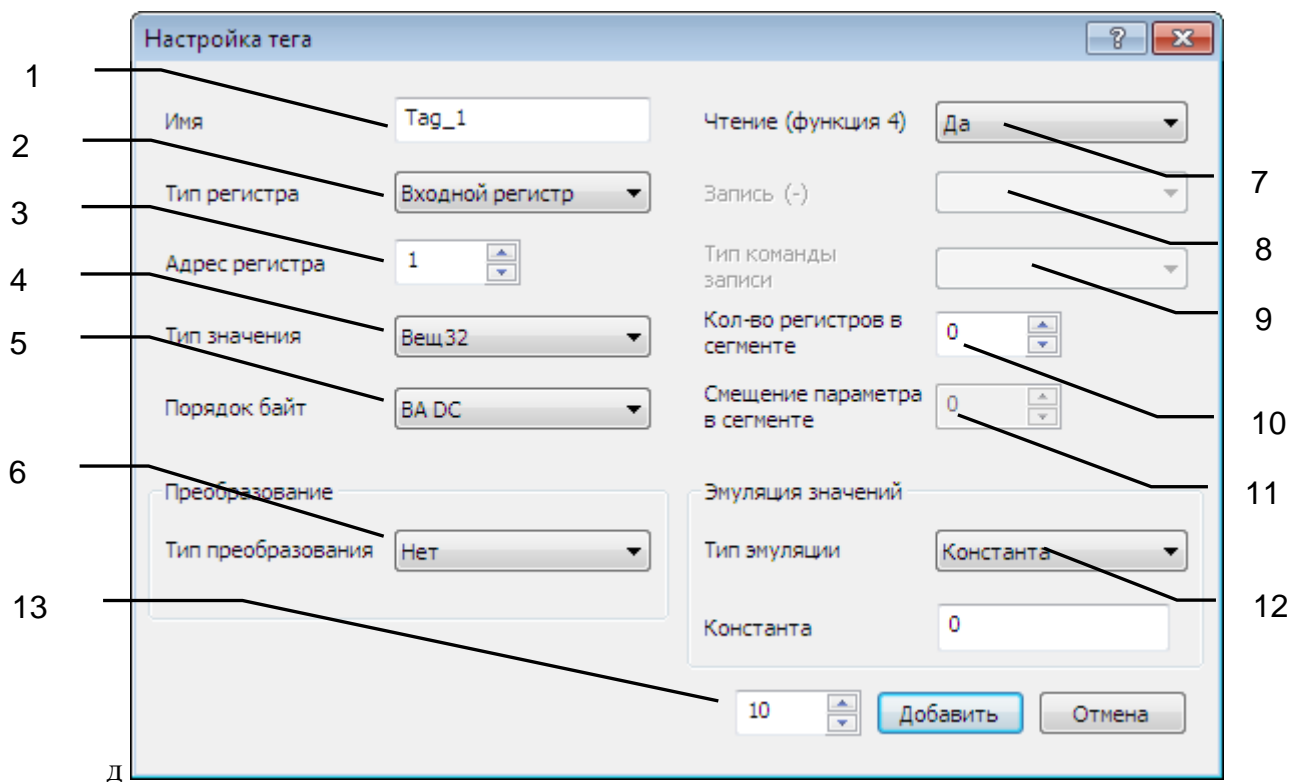 Настройка тега
1
Имя
Tag_1
Чтение (функция 4)
Да
2
Тип регистра
Входной регистр
Запись (-)
7
3
Адрес регистра
1
Тип команды
записи
8
4
Тип значения
Вещ32
Кол-во регистров в
сегменте
0
9
5
Порядок байт
BA DC
Смещение параметра
в сегменте
0
10
6
Преобразование
Эмуляция значений
11
Тип преобразования
Нет
Тип эмуляции
Константа
13
12
Константа
0
10
Добавить
Отмена
д